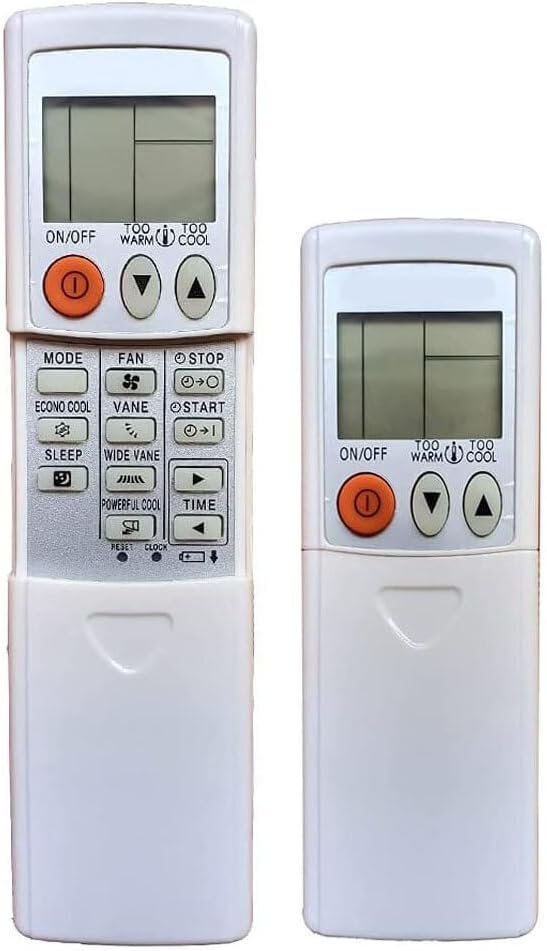 ON/OFF
TOO WARM TOO COOL
MODE FAN STOP
ECONO COOL VANE START
SLEEP WIDE VANE
POWERFUL COOL TIME
RESET CLOCK
ON/OFF
TOO WARM TOO COOL